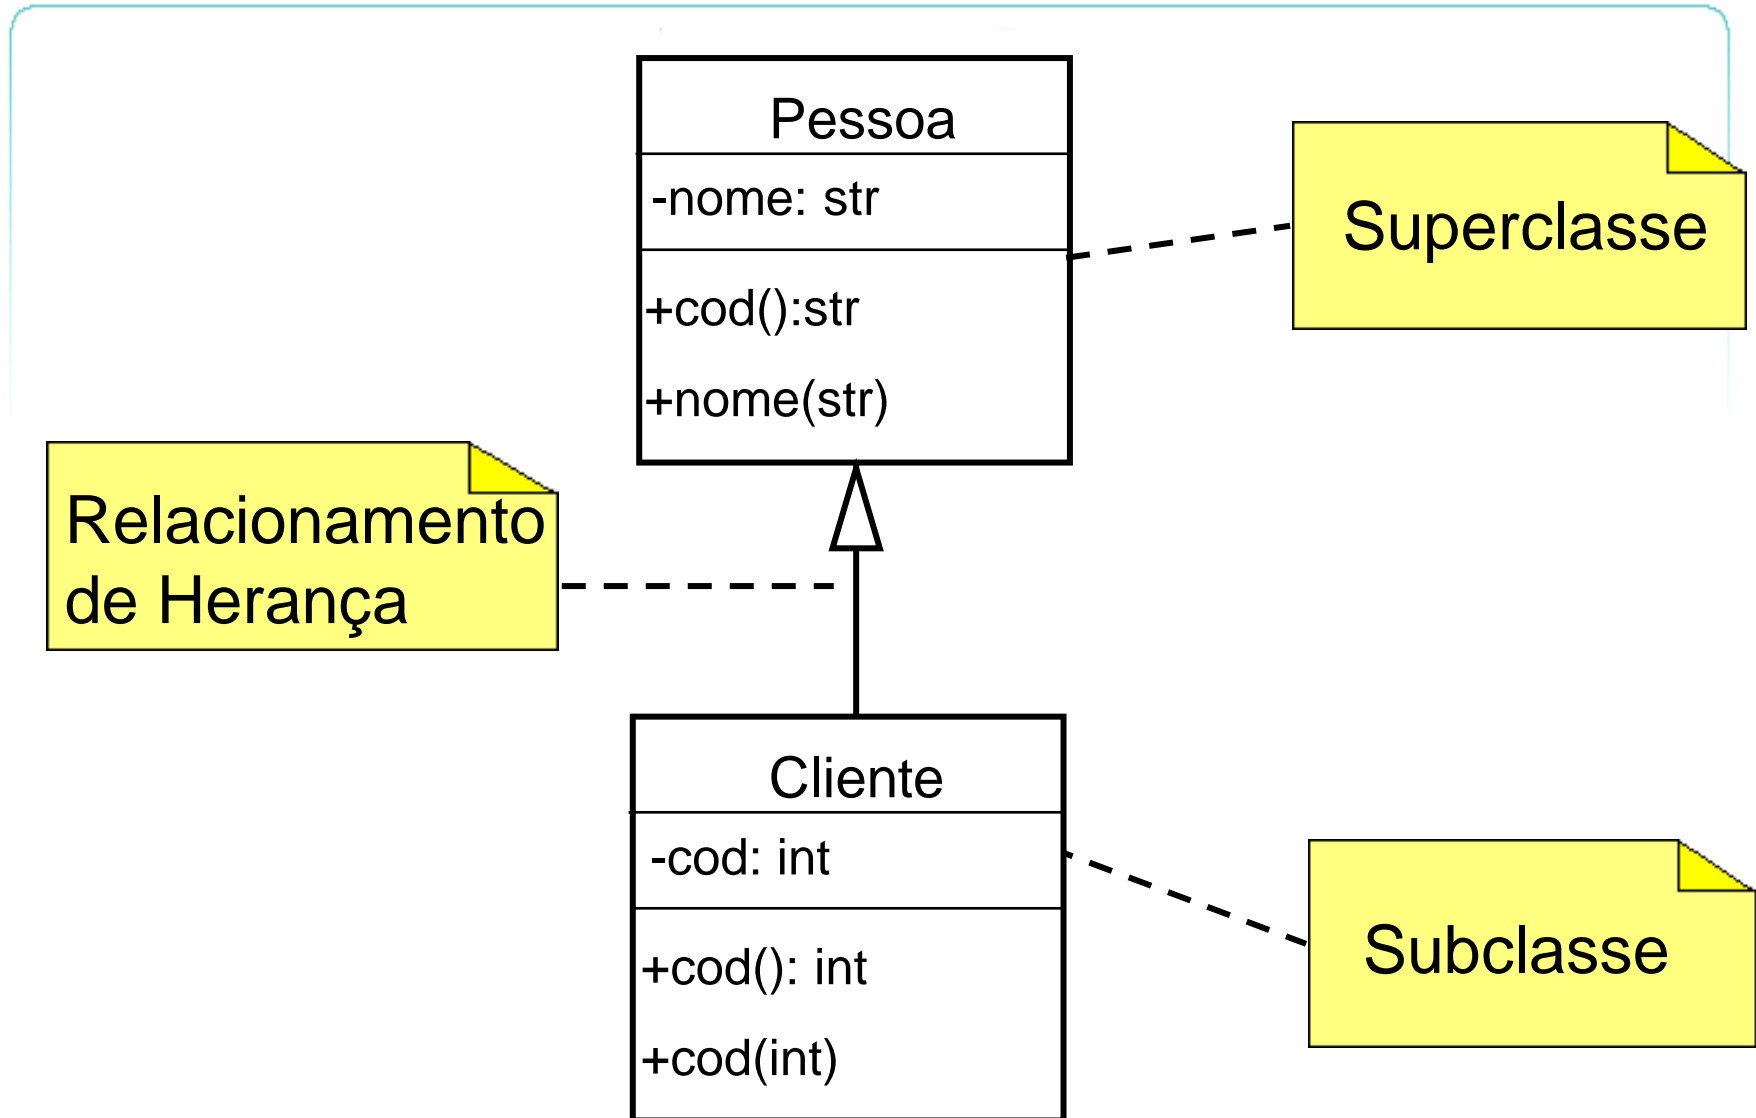 Pessoa
-nome: str
+cod():str
+nome(str)
Superclasse
Relacionamento
de Herança
Cliente
-cod: int
+cod(): int
+cod(int)
Subclasse